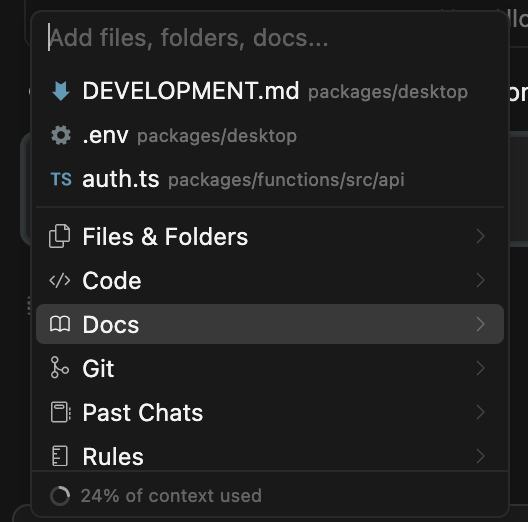 Add files, folders, docs...
DEVELOPMENT.md packages/desktop
.env packages/desktop
TS auth.ts packages/functions/src/api
Files & Folders
Code
Docs
Git
Past Chats
Rules
24% of context used